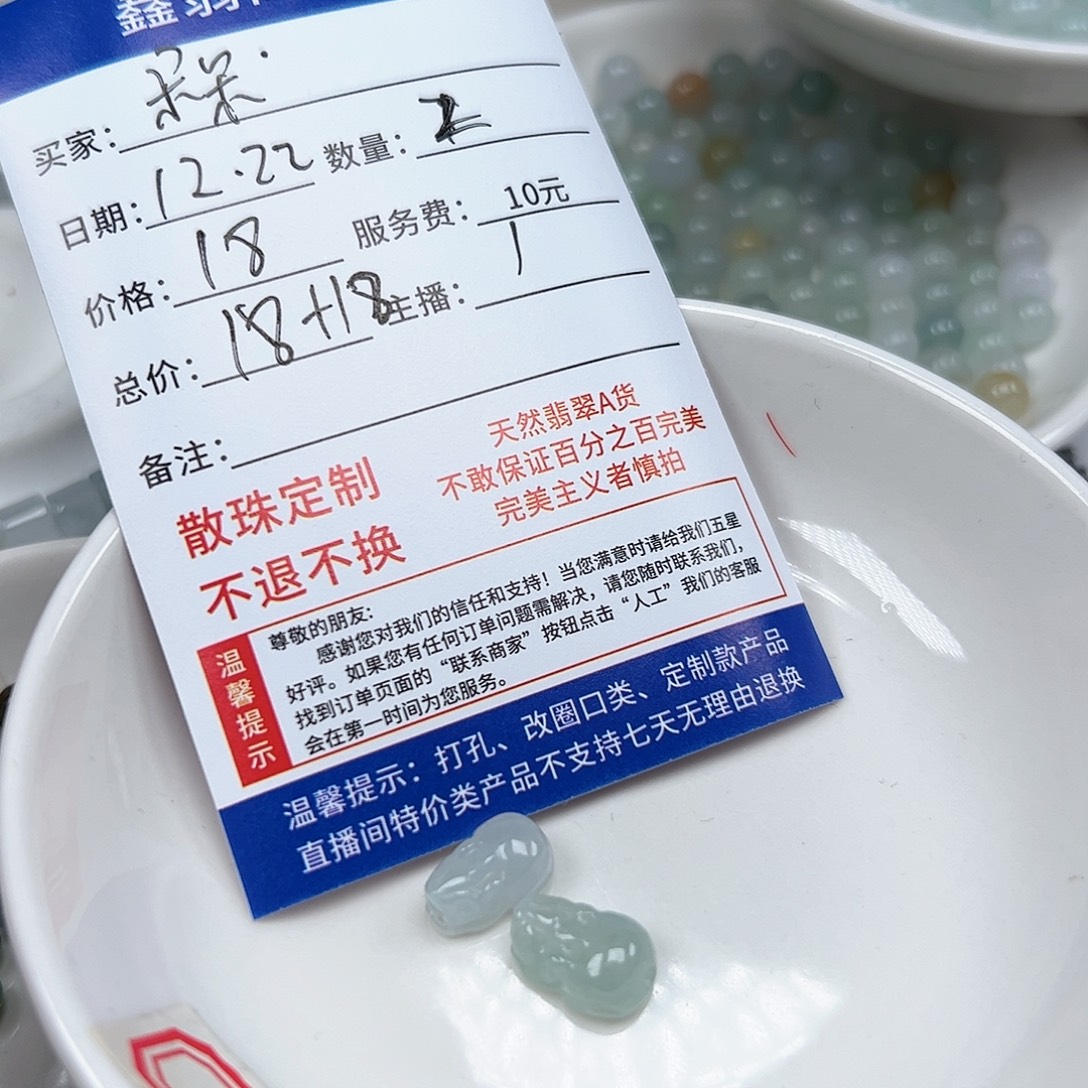 鑫翡
买家：
日期：12.22 数量：2
价格：18 服务费：10元
总价：18+18 主播：1
备注：
散珠定制
不退不换
天然翡翠A货
不敢保证百分之百完美
完美主义者慎拍
温馨提示
尊敬的朋友：
感谢您对我们的信任和支持！当您满意时请给我们五星
好评。如果您有任何订单问题需解决，请您随时联系我们，
找到订单页面的“联系商家”按钮点击“人工”我们的客服
会在第一时间为您服务。
温馨提示：打孔、改圈口类、定制款产品
直播间特价类产品不支持七天无理由退换